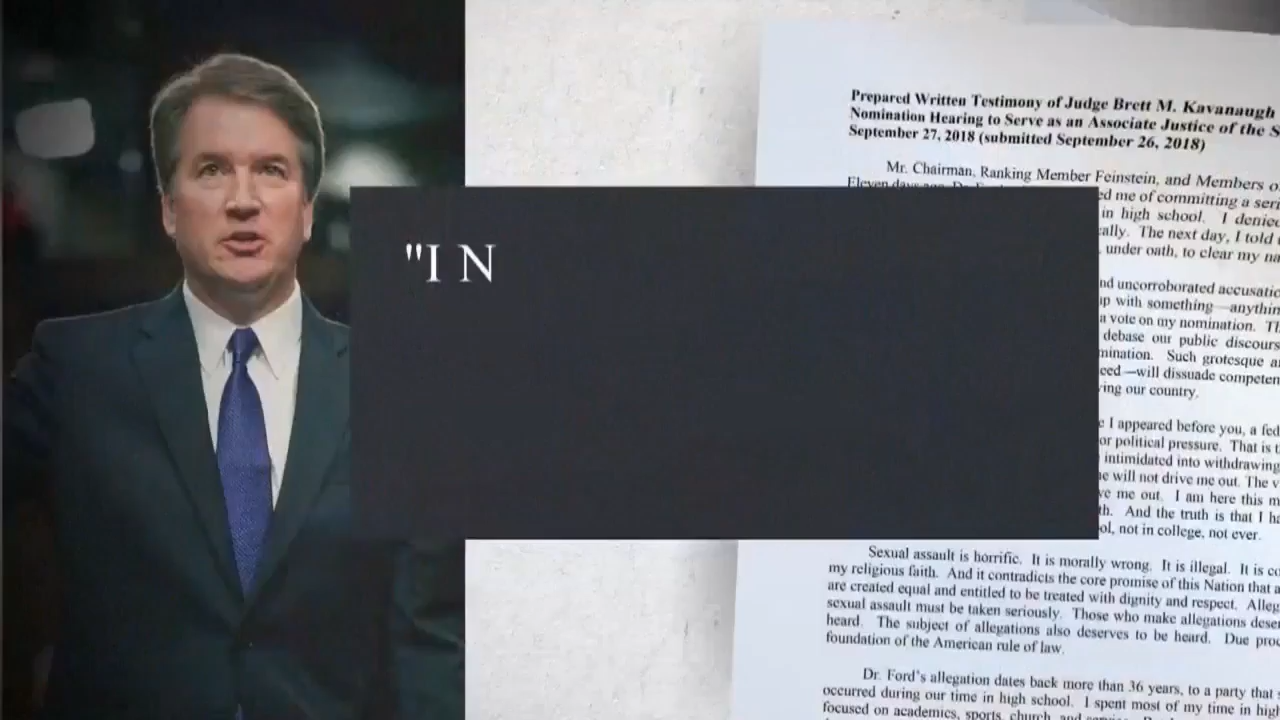 Prepared Written Testimony of Judge Brett M. Kavanaugh
Nomination Hearing to Serve as an Associate Justice of the S
September 27, 2018 (submitted September 26, 2018)
Mr. Chairman, Ranking Member Feinstein, and Members o
Eleven days ago, Dr.
ed me of committing a seri
in high school. I denied
ally. The next day, I told
under oath, to clear my na
"I N
nd uncorroborated accusatio
up with something—anythin
a vote on my nomination. Th
debase our public discours
mination. Such grotesque a
eed—will dissuade competen
ving our country.
e I appeared before you, a fed
or political pressure. That is t
intimidated into withdrawing
ne will not drive me out. The v
ve me out. I am here this m
th. And the truth is that I ha
ol, not in college, not ever.
Sexual assault is horrific. It is morally wrong. It is illegal. It is co
my religious faith. And it contradicts the core promise of this Nation that a
are created equal and entitled to be treated with dignity and respect. Alleg
sexual assault must be taken seriously. Those who make allegations deser
heard. The subject of allegations also deserves to be heard. Due proc
foundation of the American rule of law.
Dr. Ford's allegation dates back more than 36 years, to a party that
occurred during our time in high school. I spent most of my time in high
focused on academics, sports, church, and service.